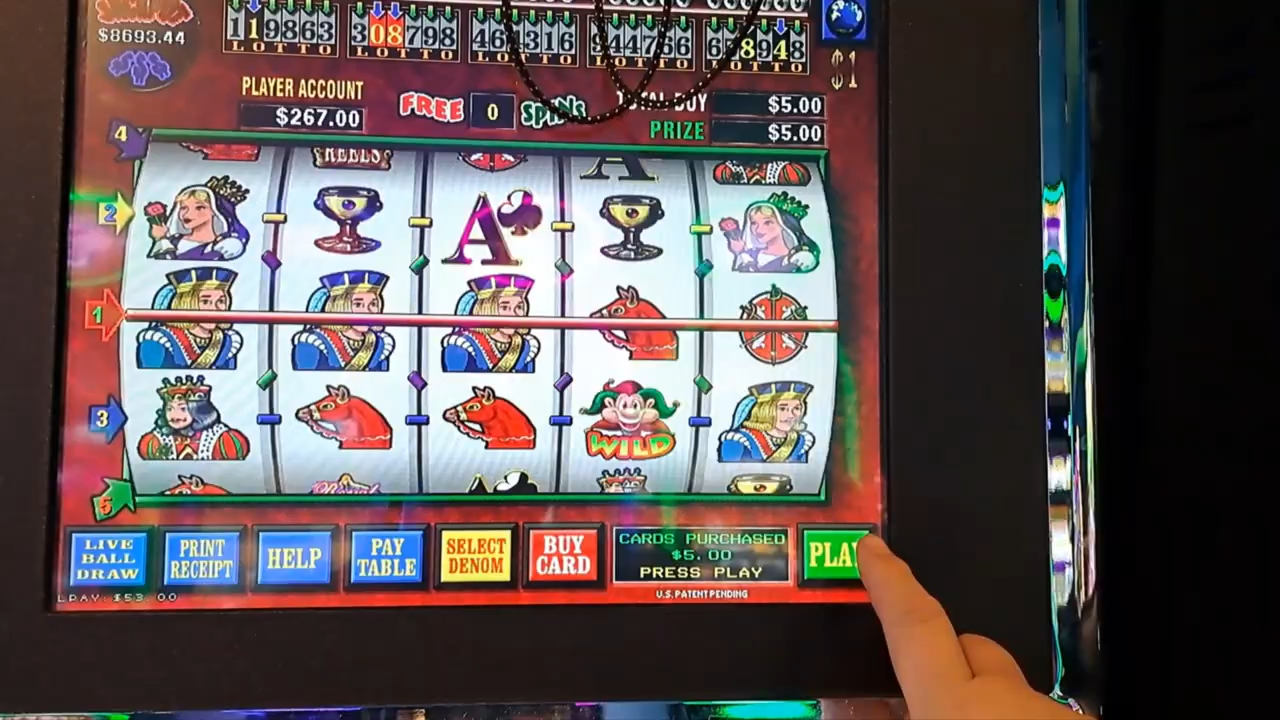 $8693.44
119863 308798 461316 944766 658948
LOTTO LOTTO LOTTO LOTTO LOTTO
$1
PLAYER ACCOUNT
$267.00
FREE 0 SPINS
TOTAL BUY $5.00
PRIZE $5.00
4
REELS
A
2
A
1
3
WILD
5
LIVE BALL DRAW
PRINT RECEIPT
HELP
PAY TABLE
SELECT DENOM
BUY CARD
CARDS PURCHASED
$5.00
PRESS PLAY
PLAY
LPAY: $53.00
U.S. PATENT PENDING